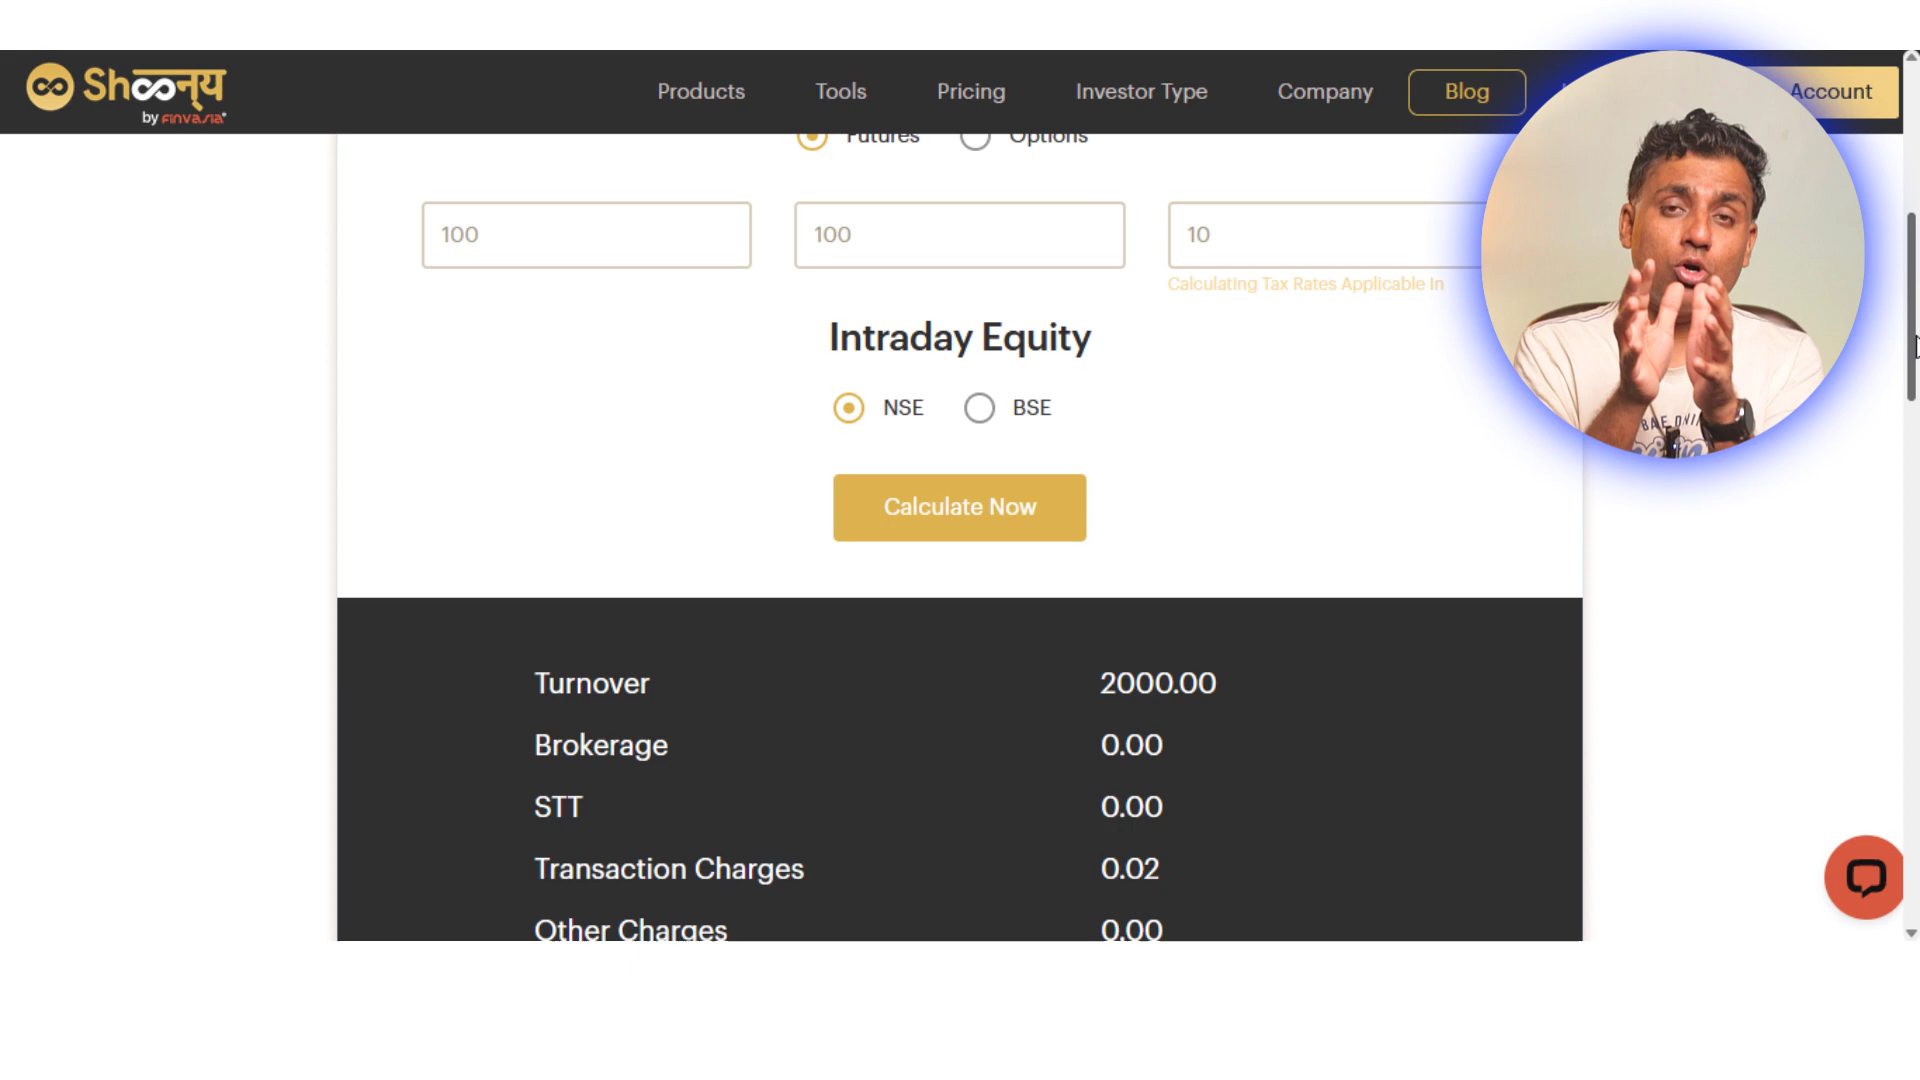 Shoonन्य
by FINVASIA
Products Tools Pricing Investor Type Company Blog Account
Futures Options
100 100 10
Calculating Tax Rates Applicable In
Intraday Equity
NSE BSE
Calculate Now
Turnover 2000.00
Brokerage 0.00
STT 0.00
Transaction Charges 0.02
Other Charges 0.00